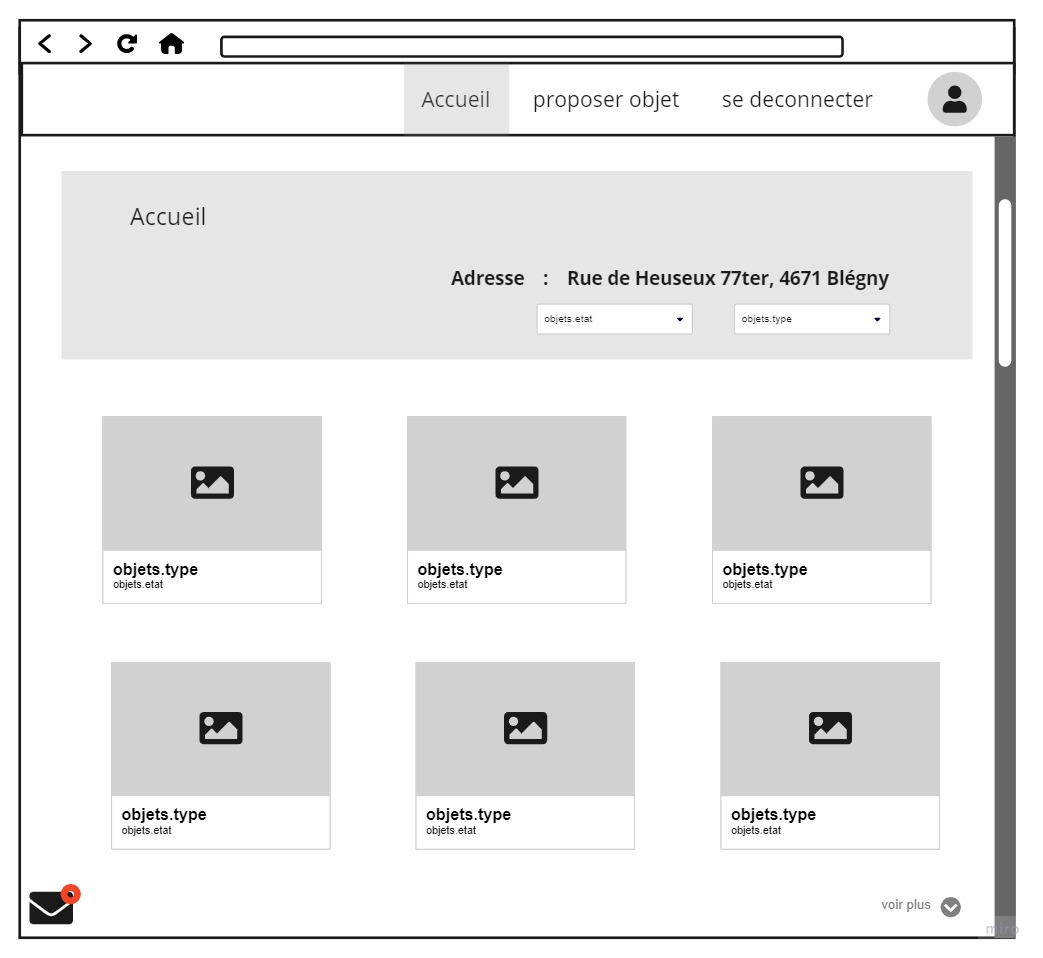 Accueil proposer objet se deconnecter
Accueil
Adresse : Rue de Heuseux 77ter, 4671 Blégny
objets.etat objets.type
objets.type objets.type objets.type
objets.etat objets.etat objets.etat
objets.type objets.type objets.type
objets.etat objets.etat objets.etat
voir plus
miro